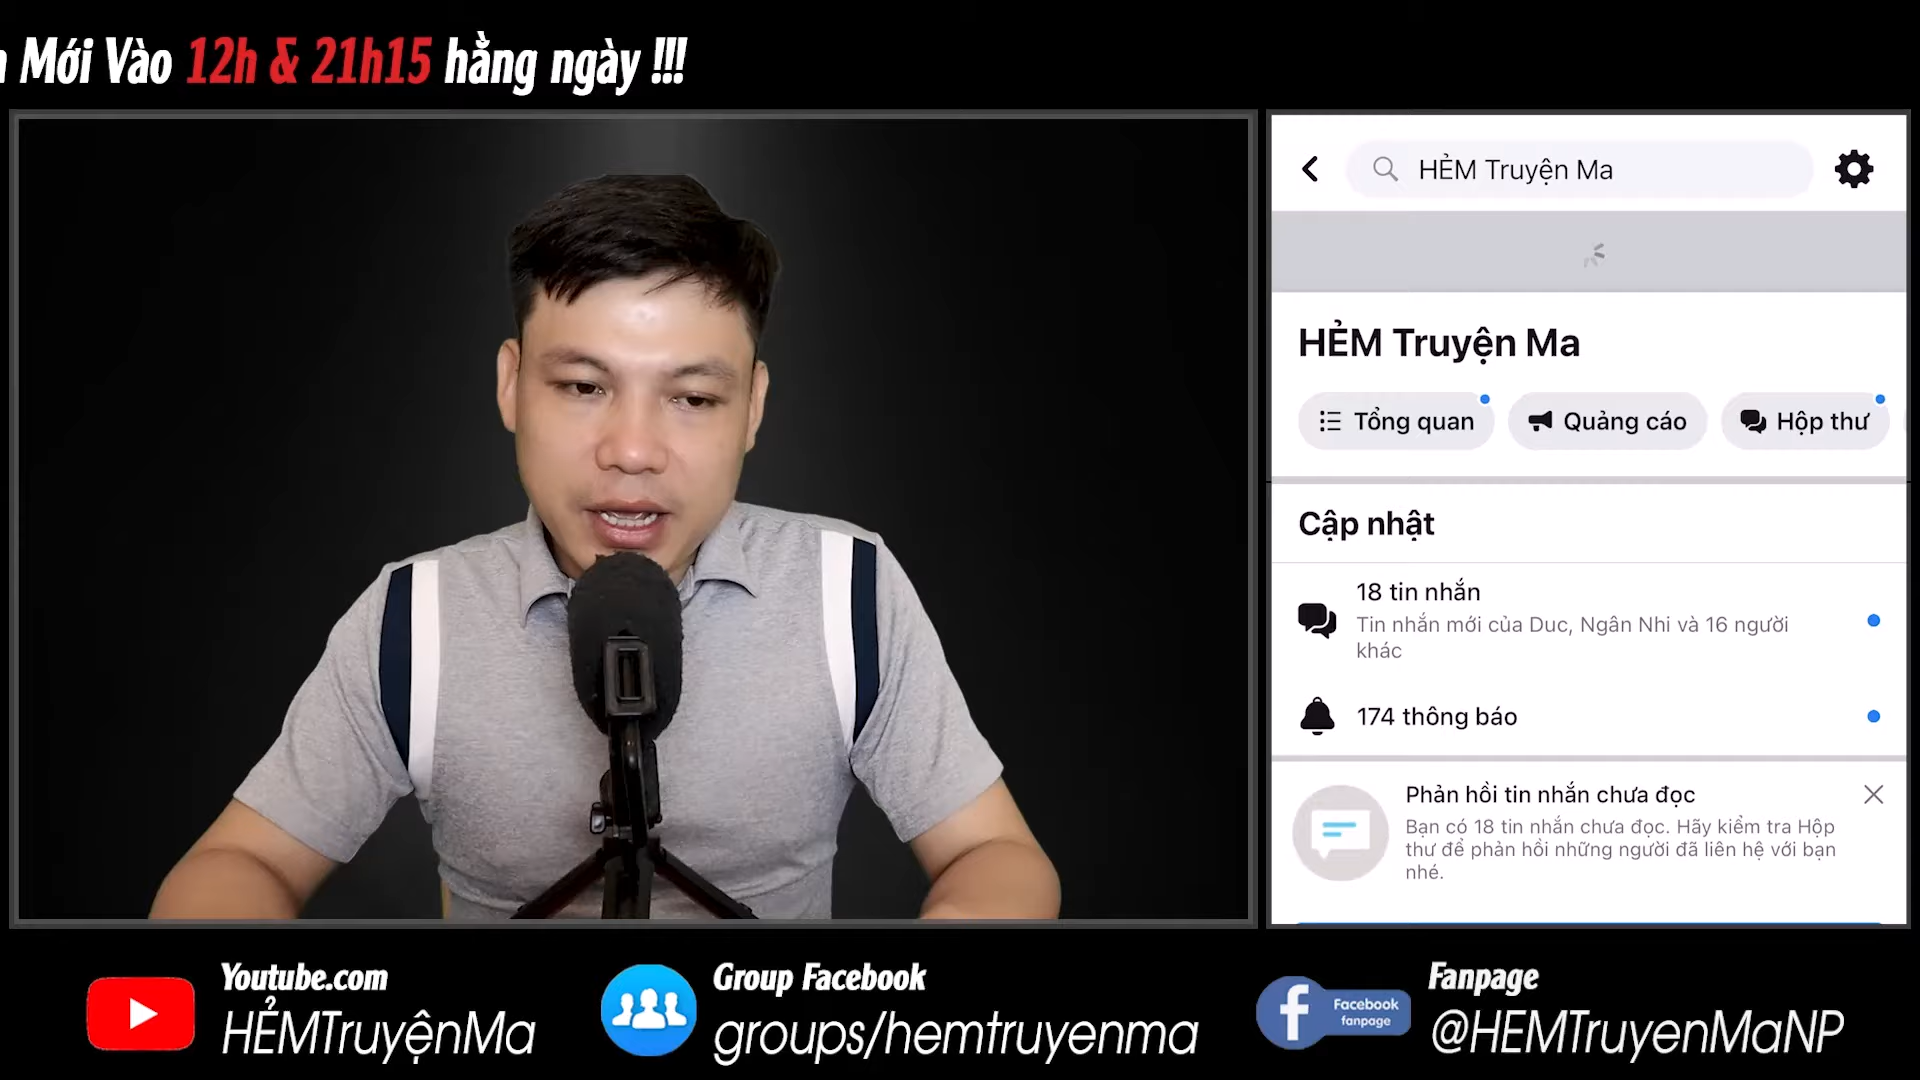 Mới Vào 12h & 21h15 hằng ngày !!!
HẺM Truyện Ma
HẺM Truyện Ma
Tổng quan
Quảng cáo
Hộp thư
Cập nhật
18 tin nhắn
Tin nhắn mới của Duc, Ngân Nhi và 16 người
khác
174 thông báo
Phản hồi tin nhắn chưa đọc
Bạn có 18 tin nhắn chưa đọc. Hãy kiểm tra Hộp
thư để phản hồi những người đã liên hệ với bạn
nhé.
Youtube.com
HẺMTruyệnMa
Group Facebook
groups/hemtruyenma
Facebook
fanpage
Fanpage
@HEMTruyenMaNP